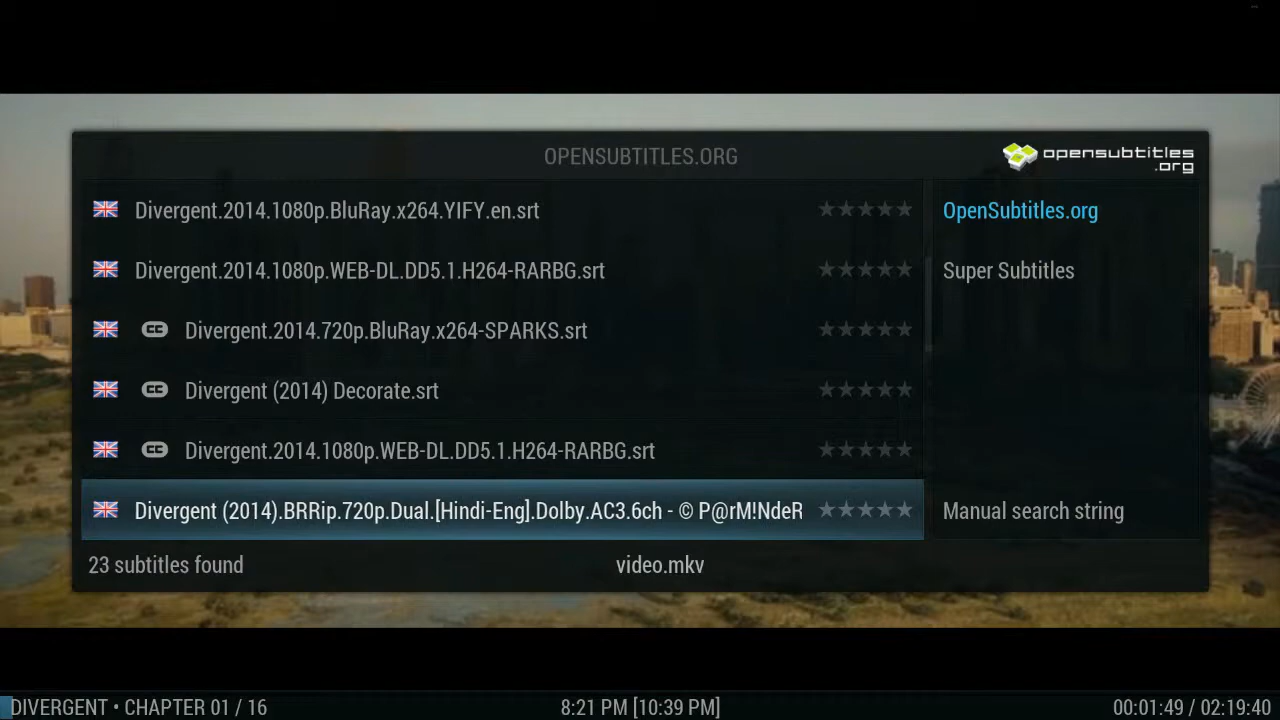 OPENSUBTITLES.ORG
opensubtitles
.org
Divergent.2014.1080p.BluRay.x264.YIFY.en.srt
OpenSubtitles.org
Divergent.2014.1080p.WEB-DL.DD5.1.H264-RARBG.srt
Super Subtitles
CC Divergent.2014.720p.BluRay.x264-SPARKS.srt
CC Divergent (2014) Decorate.srt
CC Divergent.2014.1080p.WEB-DL.DD5.1.H264-RARBG.srt
Divergent (2014).BRRip.720p.Dual.[Hindi-Eng].Dolby.AC3.6ch - © P@rM!NdeR
Manual search string
23 subtitles found
video.mkv
DIVERGENT • CHAPTER 01 / 16
8:21 PM [10:39 PM]
00:01:49 / 02:19:40